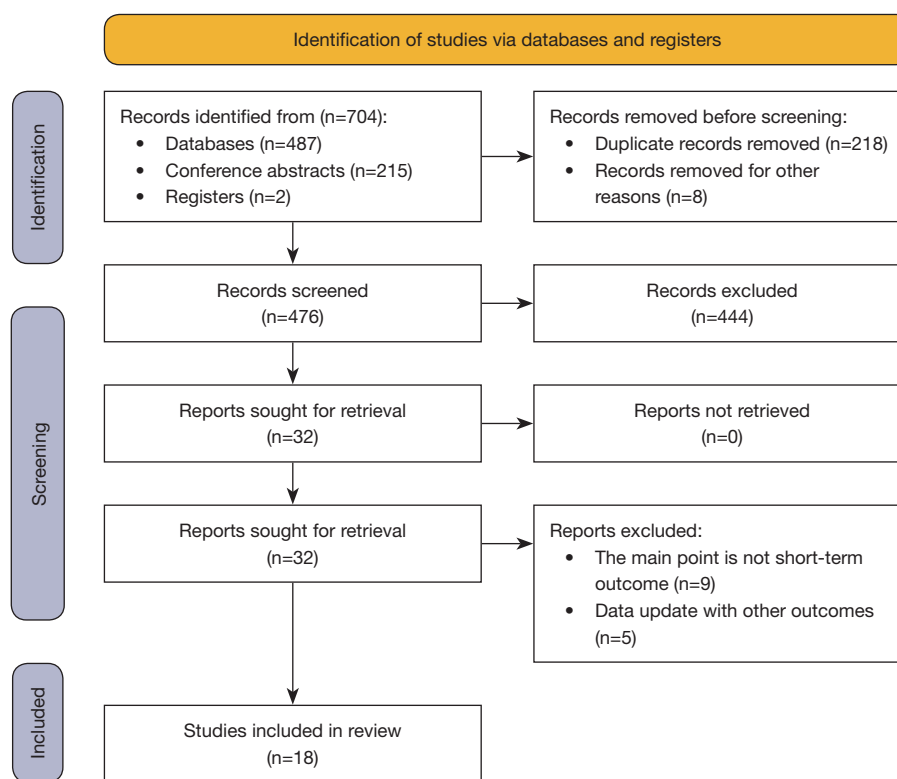 Identification of studies via databases and registers
Identification
Records identified from (n=704):
• Databases (n=487)
• Conference abstracts (n=215)
• Registers (n=2)
Records removed before screening:
• Duplicate records removed (n=218)
• Records removed for other
reasons (n=8)
Screening
Records screened
(n=476)
Records excluded
(n=444)
Reports sought for retrieval
(n=32)
Reports not retrieved
(n=0)
Reports sought for retrieval
(n=32)
Reports excluded:
• The main point is not short-term
outcome (n=9)
• Data update with other outcomes
(n=5)
Included
Studies included in review
(n=18)